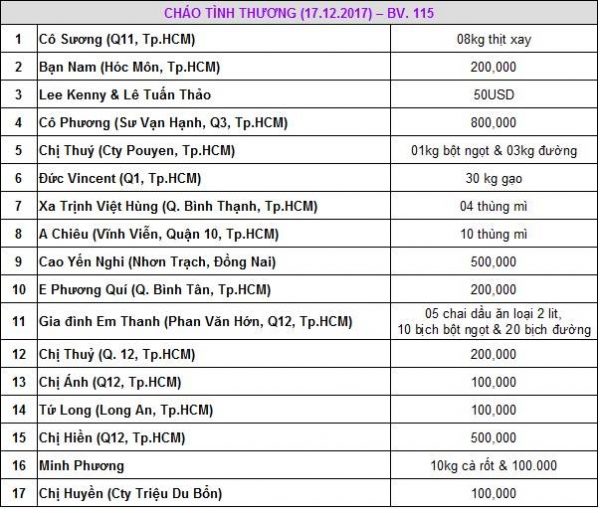 CHÁO TÌNH THƯƠNG (17.12.2017) – BV. 115
1 Cô Sương (Q11, Tp.HCM) 08kg thịt xay
2 Bạn Nam (Hóc Môn, Tp.HCM) 200,000
3 Lee Kenny & Lê Tuấn Thảo 50USD
4 Cô Phương (Sư Vạn Hạnh, Q3, Tp.HCM) 800,000
5 Chị Thuý (Cty Pouyen, Tp.HCM) 01kg bột ngọt & 03kg đường
6 Đức Vincent (Q1, Tp.HCM) 30 kg gạo
7 Xa Trịnh Việt Hùng (Q. Bình Thạnh, Tp.HCM) 04 thùng mì
8 A Chiêu (Vĩnh Viễn, Quận 10, Tp.HCM) 10 thùng mì
9 Cao Yến Nghi (Nhơn Trạch, Đồng Nai) 500,000
10 E Phương Quí (Q. Bình Tân, Tp.HCM) 200,000
11 Gia đình Em Thanh (Phan Văn Hớn, Q12, Tp.HCM) 05 chai dầu ăn loại 2 lit,
10 bịch bột ngọt & 20 bịch đường
12 Chị Thuỷ (Q. 12, Tp.HCM) 200,000
13 Chị Ánh (Q12, Tp.HCM) 100,000
14 Tứ Long (Long An, Tp.HCM) 100,000
15 Chị Hiền (Q12, Tp.HCM) 500,000
16 Minh Phương 10kg cà rốt & 100.000
17 Chị Huyền (Cty Triệu Du Bổn) 100,000